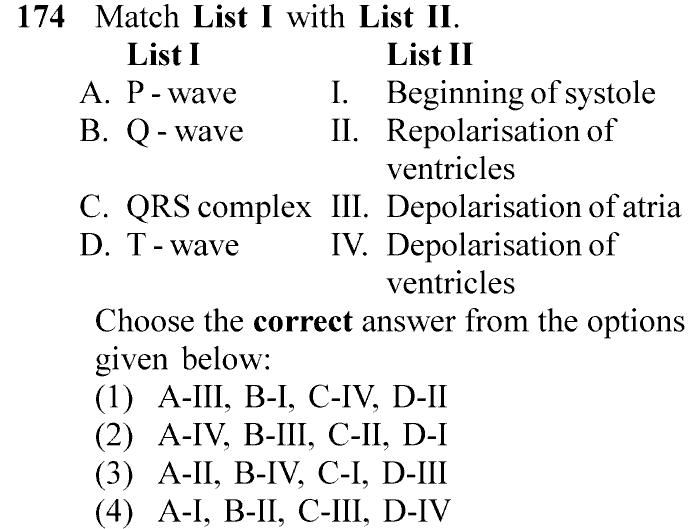 174 Match List I with List II.
List I List II
A. P - wave I. Beginning of systole
B. Q - wave II. Repolarisation of
ventricles
C. QRS complex III. Depolarisation of atria
D. T - wave IV. Depolarisation of
ventricles
Choose the correct answer from the options
given below:
(1) A-III, B-I, C-IV, D-II
(2) A-IV, B-III, C-II, D-I
(3) A-II, B-IV, C-I, D-III
(4) A-I, B-II, C-III, D-IV